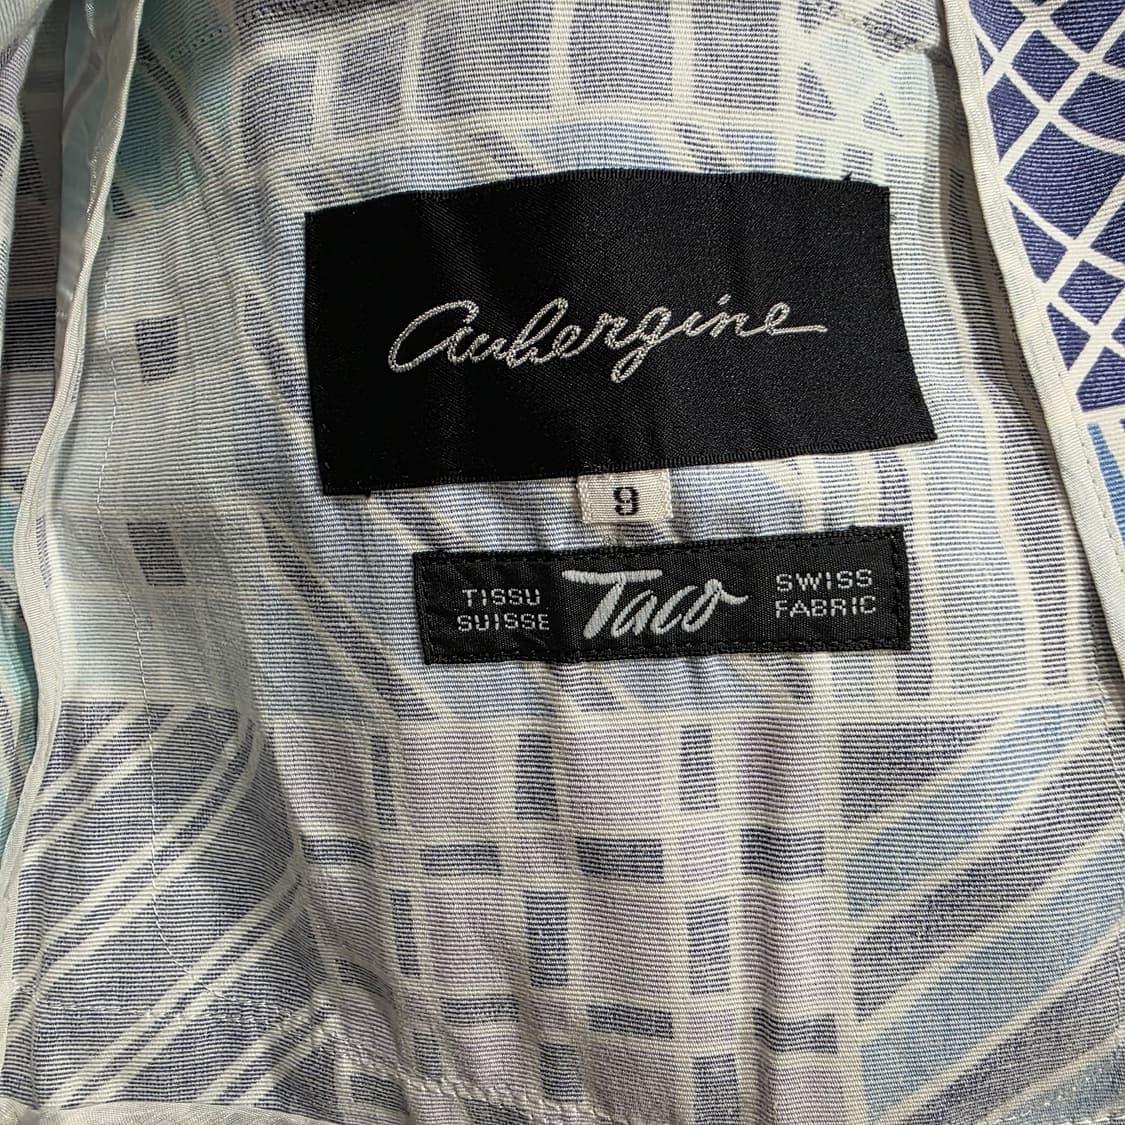 Aubergine
9
TISSU SUISSE
Taco
SWISS FABRIC